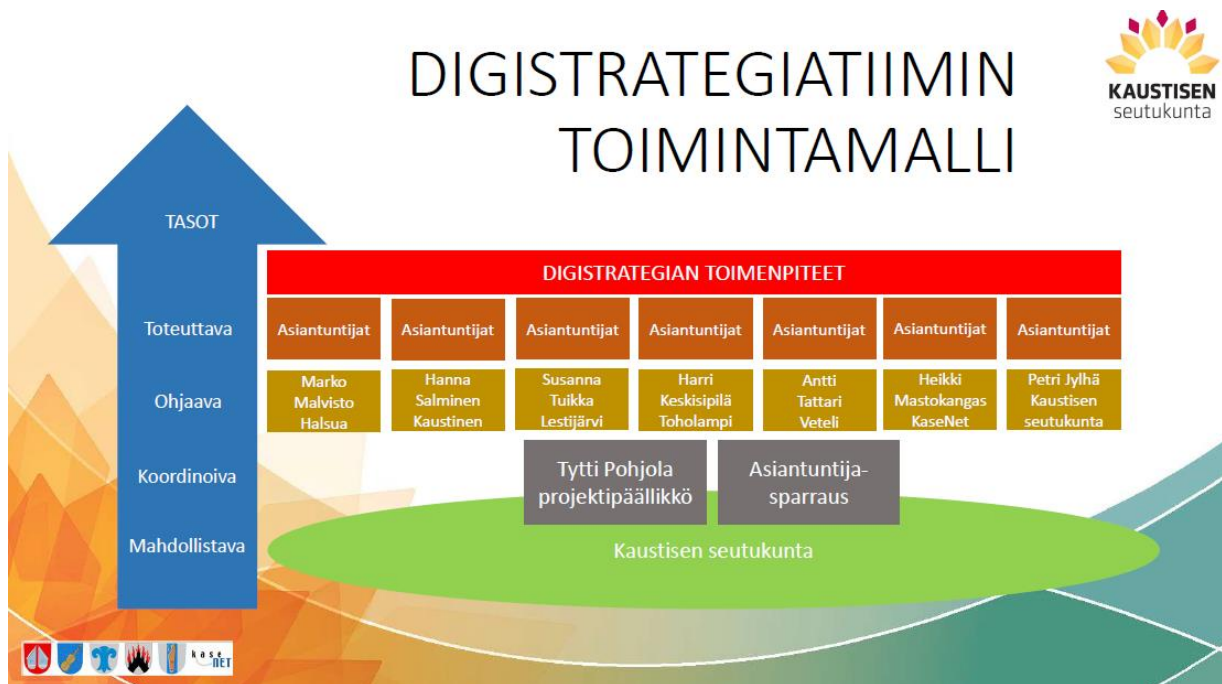 DIGISTRATEGIATIIMIN
TOIMINTAMALLI
KAUSTISEN
seutukunta
TASOT
DIGISTRATEGIAN TOIMENPITEET
Toteuttava
Asiantuntijat
Asiantuntijat
Asiantuntijat
Asiantuntijat
Asiantuntijat
Asiantuntijat
Asiantuntijat
Ohjaava
Marko
Malvisto
Halsua
Hanna
Salminen
Kaustinen
Susanna
Tuikka
Lestijärvi
Harri
Keskisipilä
Toholampi
Antti
Tattari
Veteli
Heikki
Mastokangas
KaseNet
Petri Jylhä
Kaustisen
seutukunta
Koordinoiva
Tytti Pohjola
projektipäällikkö
Asiantuntija-
sparraus
Mahdollistava
Kaustisen seutukunta
kase
NET